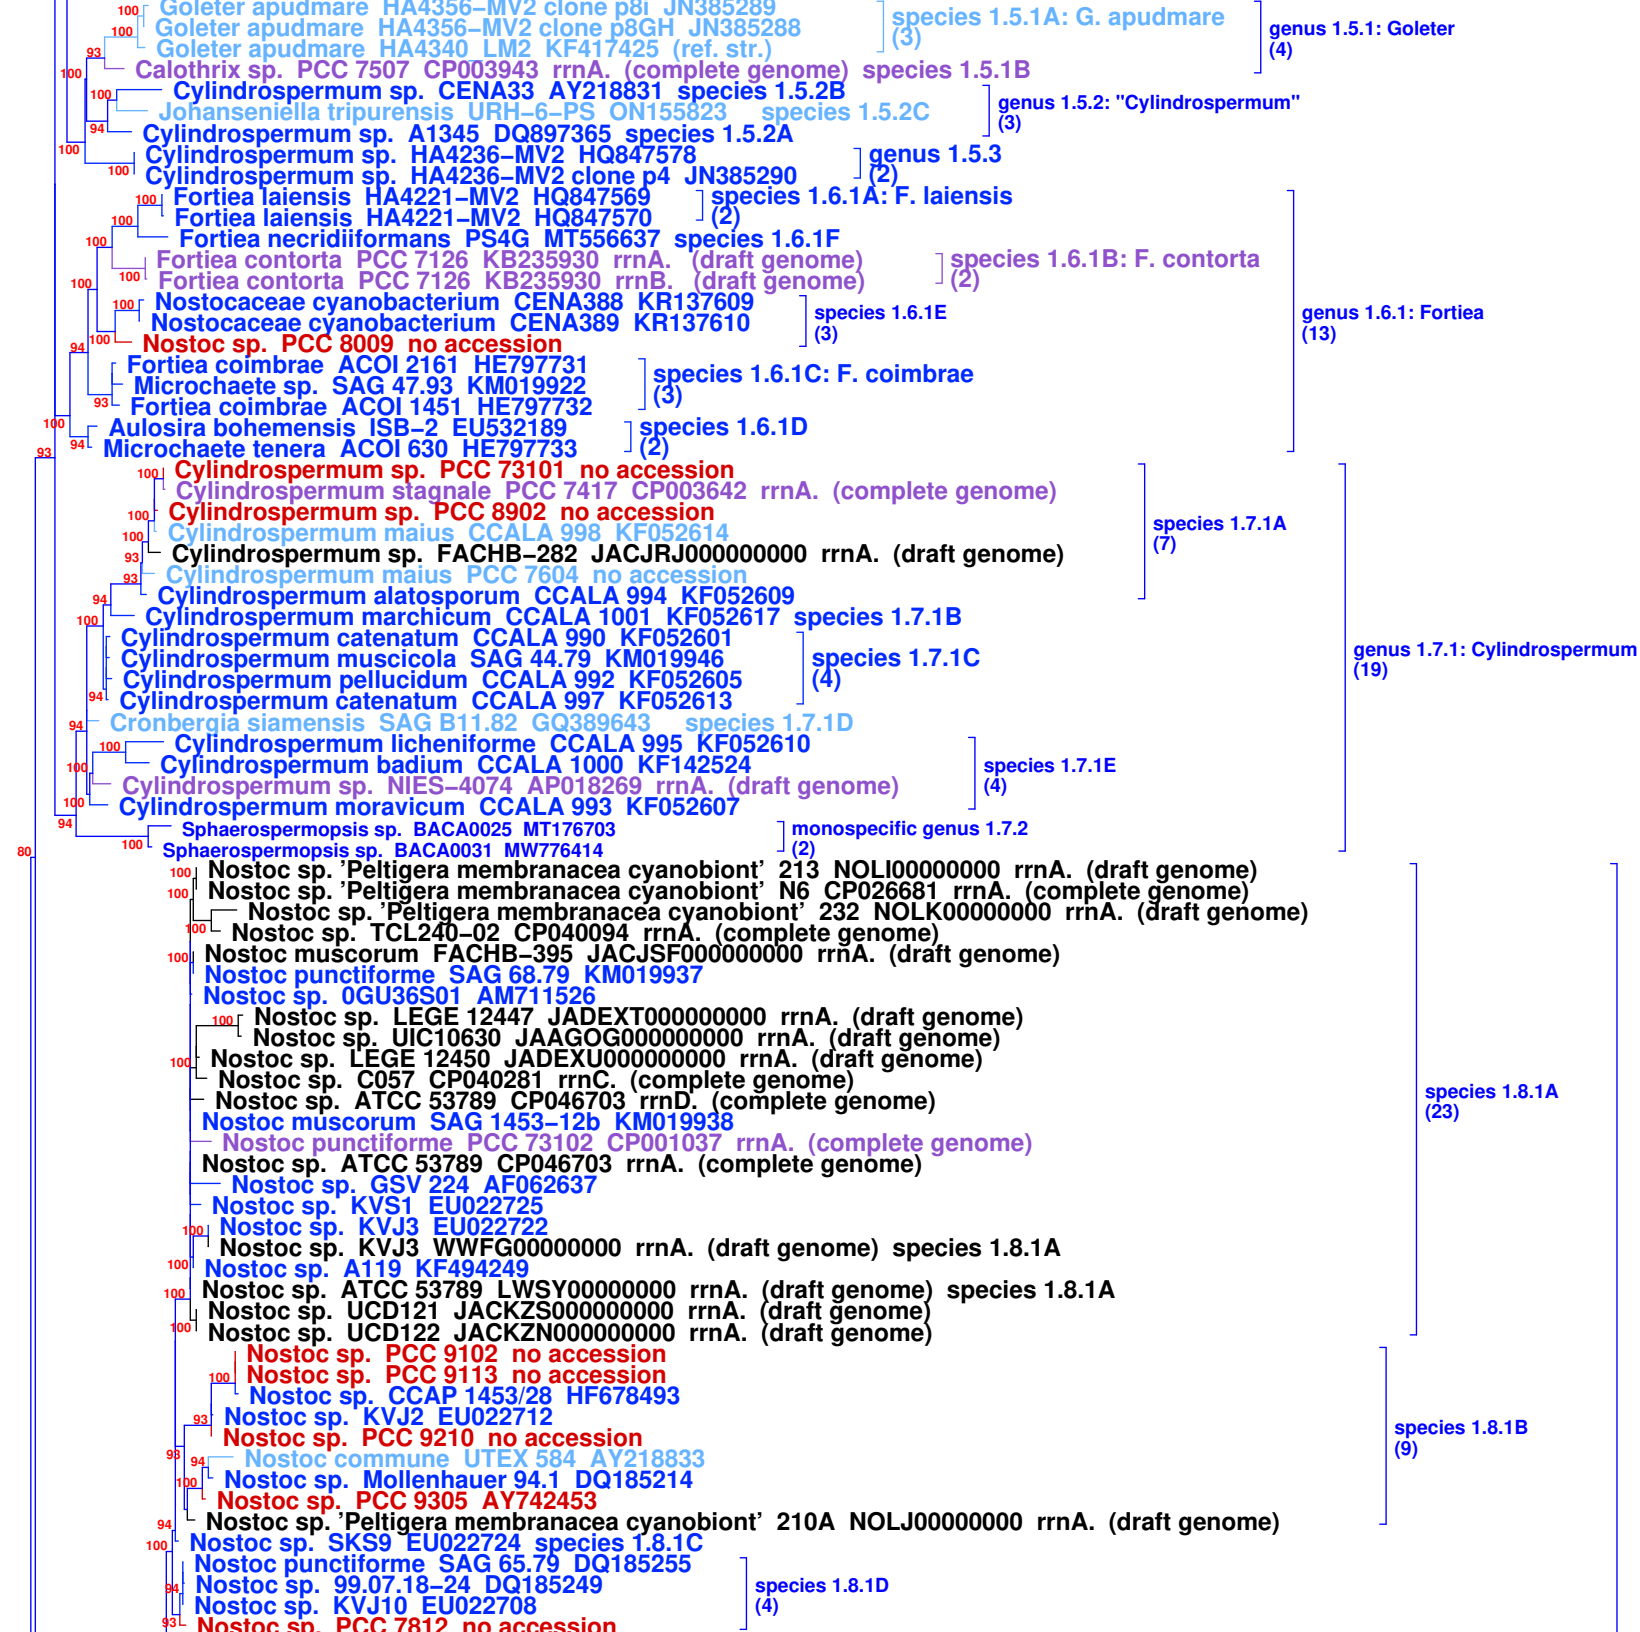 Goleter apudmare HA4356−MV2 clone p8i JN385289
Goleter apudmare HA4356−MV2 clone p8GH JN385288
Goleter apudmare HA4340 LM2 KF417425 (ref. str.)
species 1.5.1A: G. apudmare
(3)
genus 1.5.1: Goleter
(4)
Calothrix sp. PCC 7507 CP003943 rrnA. (complete genome) species 1.5.1B
Cylindrospermum sp. CENA33 AY218831 species 1.5.2B
Johanseniella tripurensis URH−6−PS ON155823 species 1.5.2C
Cylindrospermum sp. A1345 DQ897365 species 1.5.2A
genus 1.5.2: "Cylindrospermum"
(3)
Cylindrospermum sp. HA4236−MV2 HQ847578
Cylindrospermum sp. HA4236−MV2 clone p4 JN385290
genus 1.5.3
(2)
Fortiea laiensis HA4221−MV2 HQ847569
Fortiea laiensis HA4221−MV2 HQ847570
species 1.6.1A: F. laiensis
(2)
Fortiea necridiiformans PS4G MT556637 species 1.6.1F
Fortiea contorta PCC 7126 KB235930 rrnA. (draft genome)
Fortiea contorta PCC 7126 KB235930 rrnB. (draft genome)
species 1.6.1B: F. contorta
(2)
Nostocaceae cyanobacterium CENA388 KR137609
Nostocaceae cyanobacterium CENA389 KR137610
Nostoc sp. PCC 8009 no accession
species 1.6.1E
(3)
genus 1.6.1: Fortiea
(13)
Fortiea coimbrae ACOI 2161 HE797731
Microchaete sp. SAG 47.93 KM019922
Fortiea coimbrae ACOI 1451 HE797732
species 1.6.1C: F. coimbrae
(3)
Aulosira bohemensis ISB−2 EU532189
Microchaete tenera ACOI 630 HE797733
species 1.6.1D
(2)
Cylindrospermum sp. PCC 73101 no accession
Cylindrospermum stagnale PCC 7417 CP003642 rrnA. (complete genome)
Cylindrospermum sp. PCC 8902 no accession
Cylindrospermum maius CCALA 998 KF052614
Cylindrospermum sp. FACHB−282 JACJRJ000000000 rrnA. (draft genome)
Cylindrospermum maius PCC 7604 no accession
Cylindrospermum alatosporum CCALA 994 KF052609
species 1.7.1A
(7)
Cylindrospermum marchicum CCALA 1001 KF052617 species 1.7.1B
Cylindrospermum catenatum CCALA 990 KF052601
Cylindrospermum muscicola SAG 44.79 KM019946
Cylindrospermum pellucidum CCALA 992 KF052605
Cylindrospermum catenatum CCALA 997 KF052613
species 1.7.1C
(4)
genus 1.7.1: Cylindrospermum
(19)
Cronbergia siamensis SAG B11.82 GQ389643 species 1.7.1D
Cylindrospermum licheniforme CCALA 995 KF052610
Cylindrospermum badium CCALA 1000 KF142524
Cylindrospermum sp. NIES−4074 AP018269 rrnA. (draft genome)
Cylindrospermum moravicum CCALA 993 KF052607
species 1.7.1E
(4)
Sphaerospermopsis sp. BACA0025 MT176703
Sphaerospermopsis sp. BACA0031 MW776414
monospecific genus 1.7.2
(2)
Nostoc sp. ’Peltigera membranacea cyanobiont’ 213 NOLI00000000 rrnA. (draft genome)
Nostoc sp. ’Peltigera membranacea cyanobiont’ N6 CP026681 rrnA. (complete genome)
Nostoc sp. ’Peltigera membranacea cyanobiont’ 232 NOLK00000000 rrnA. (draft genome)
Nostoc sp. TCL240−02 CP040094 rrnA. (complete genome)
Nostoc muscorum FACHB−395 JACJSF000000000 rrnA. (draft genome)
Nostoc punctiforme SAG 68.79 KM019937
Nostoc sp. 0GU36S01 AM711526
Nostoc sp. LEGE 12447 JADEXT000000000 rrnA. (draft genome)
Nostoc sp. UIC10630 JAAGOG000000000 rrnA. (draft genome)
Nostoc sp. LEGE 12450 JADEXU000000000 rrnA. (draft genome)
Nostoc sp. C057 CP040281 rrnC. (complete genome)
Nostoc sp. ATCC 53789 CP046703 rrnD. (complete genome)
Nostoc muscorum SAG 1453−12b KM019938
Nostoc punctiforme PCC 73102 CP001037 rrnA. (complete genome)
Nostoc sp. ATCC 53789 CP046703 rrnA. (complete genome)
Nostoc sp. GSV 224 AF062637
Nostoc sp. KVS1 EU022725
Nostoc sp. KVJ3 EU022722
Nostoc sp. KVJ3 WWFG00000000 rrnA. (draft genome) species 1.8.1A
Nostoc sp. A119 KF494249
Nostoc sp. ATCC 53789 LWSY00000000 rrnA. (draft genome) species 1.8.1A
Nostoc sp. UCD121 JACKZS000000000 rrnA. (draft genome)
Nostoc sp. UCD122 JACKZN000000000 rrnA. (draft genome)
species 1.8.1A
(23)
Nostoc sp. PCC 9102 no accession
Nostoc sp. PCC 9113 no accession
Nostoc sp. CCAP 1453/28 HF678493
Nostoc sp. KVJ2 EU022712
Nostoc sp. PCC 9210 no accession
Nostoc commune UTEX 584 AY218833
Nostoc sp. Mollenhauer 94.1 DQ185214
Nostoc sp. PCC 9305 AY742453
Nostoc sp. ’Peltigera membranacea cyanobiont’ 210A NOLJ00000000 rrnA. (draft genome)
species 1.8.1B
(9)
Nostoc sp. SKS9 EU022724 species 1.8.1C
Nostoc punctiforme SAG 65.79 DQ185255
Nostoc sp. 99.07.18−24 DQ185249
Nostoc sp. KVJ10 EU022708
Nostoc sp. PCC 7812 no accession
species 1.8.1D
(4)